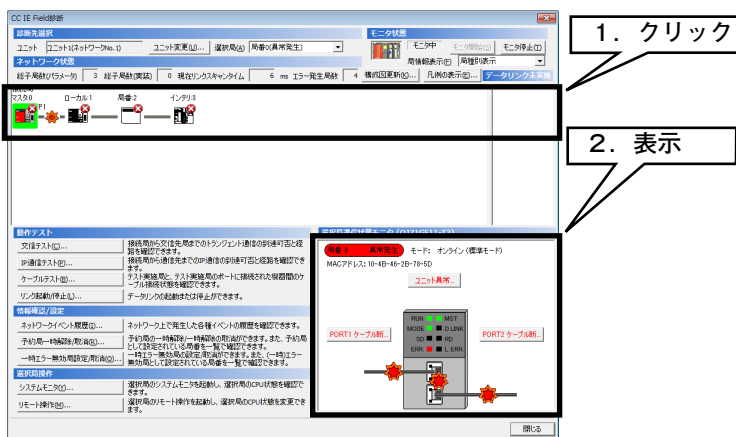 CC IE Field診断
診断先選択
ユニット ユニット1(ネットワークNo. 1) ユニット変更(U)... 選択局(A) 局番0(異常発生)
モニタ状態
モニタ中 モニタ開始(S) モニタ停止(T)
局情報表示(F) 局種別表示
ネットワーク状態
総子局数(パラメータ) 3 総子局数(実装) 0 現在リンクスキャンタイム 6 ms エラー発生局数 4 構成図更新(K)... 凡例の表示(E)... データリンク未実施
マスタ:0 ローカル:1 局番:2 インテリ:3
P1
1．クリック
2．表示
動作テスト
交信テスト(C)... 接続局から交信先局までのトランジェント通信の到達可否と経路を確認できます。
IP通信テスト(P)... 接続局から通信先までのIP通信の到達可否と経路を確認できます。
ケーブルテスト(B)... テスト実施局と、テスト実施局のポートに接続された機器間のケーブル接続状態を確認できます。
リンク起動/停止(L)... データリンクの起動または停止ができます。
情報確認/設定
ネットワークイベント履歴(I)... ネットワーク上で発生した各種イベントの履歴を確認できます。
予約局一時解除/取消(R)... 予約局の一時解除/一時解除の取消ができます。また、予約局として設定されている局番を一覧で確認できます。
一時エラー無効局設定/取消(O)... 一時エラー無効局の設定/取消ができます。また、(一時)エラー無効局として設定されている局番を一覧で確認できます。
選択局操作
システムモニタ(Y)... 選択局のシステムモニタを起動し、選択局のCPU状態を確認できます。
リモート操作(M)... 選択局のリモート操作を起動し、選択局のCPU状態を変更できます。
選択局通信状態モニタ (QJ71GF11-T2)
局番:0 異常発生 モード: オンライン (標準モード)
MACアドレス: 10-4B-46-2B-78-5D
ユニット異常...
PORT1 ケーブル断... PORT2 ケーブル断...
RUN MST
MODE D LINK
SD RD
ERR. L ERR.
閉じる